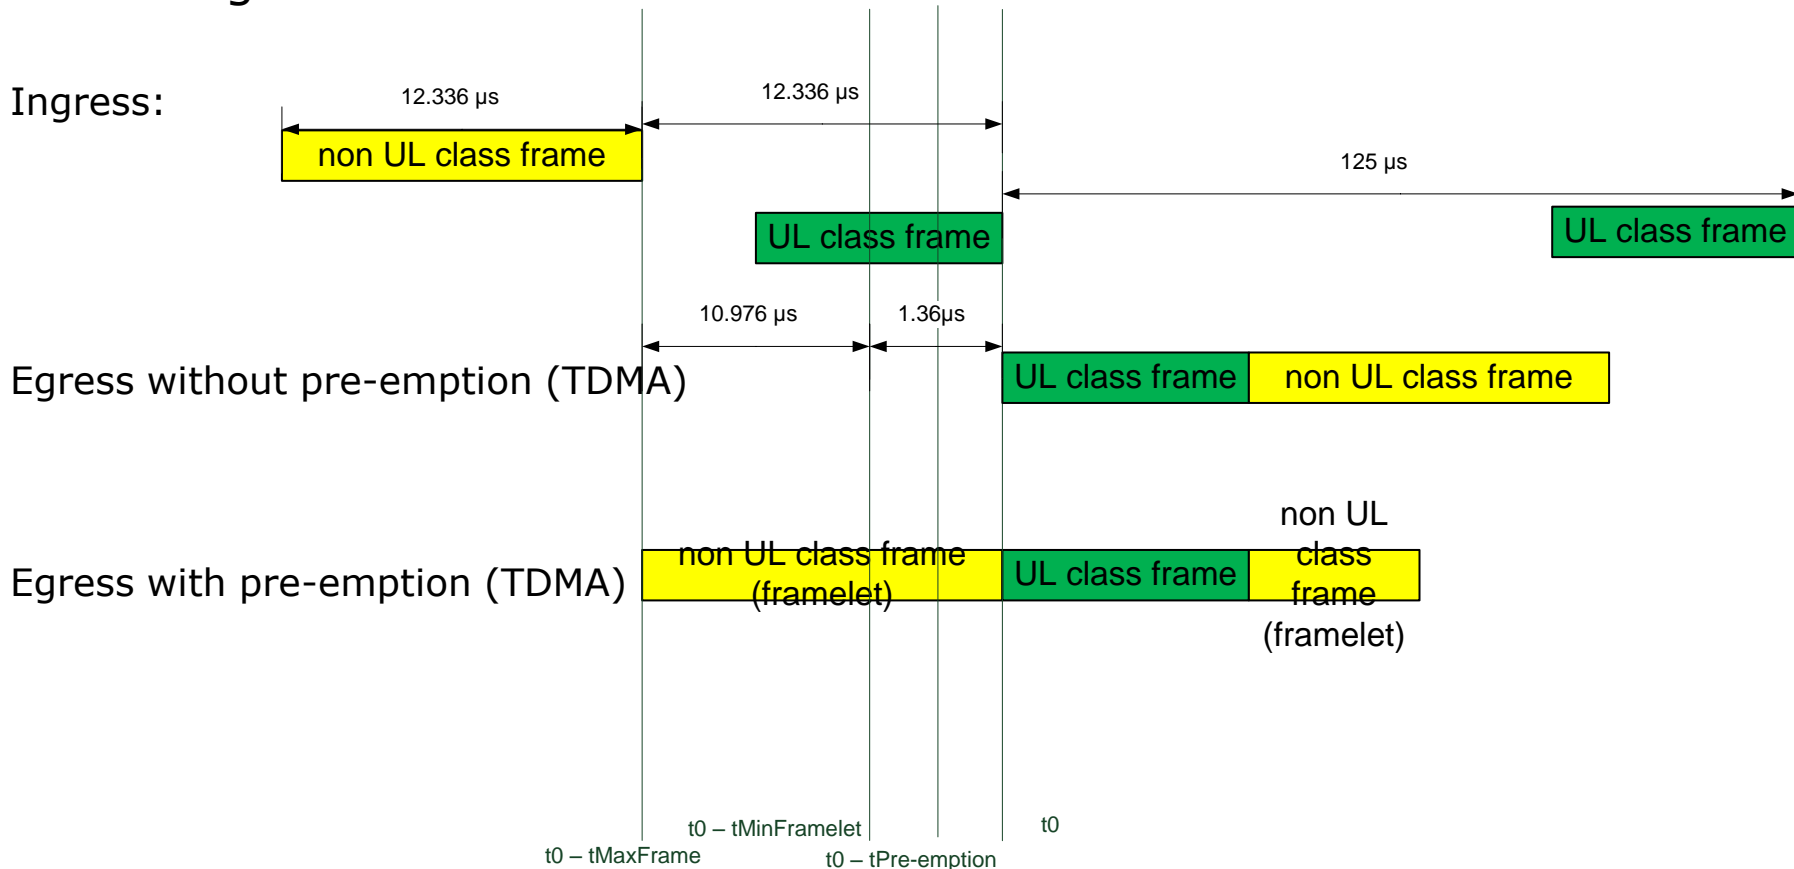 Ingress:
12.336 µs
12.336 µs
non UL class frame
125 µs
UL class frame
UL class frame
10.976 µs
1.36µs
Egress without pre-emption (TDMA)
UL class frame
non UL class frame
Egress with pre-emption (TDMA)
non UL class frame
(framelet)
UL class frame
non UL
class
frame
(framelet)
t0 – tMaxFrame
t0 – tMinFramelet
t0 – tPre-emption
t0